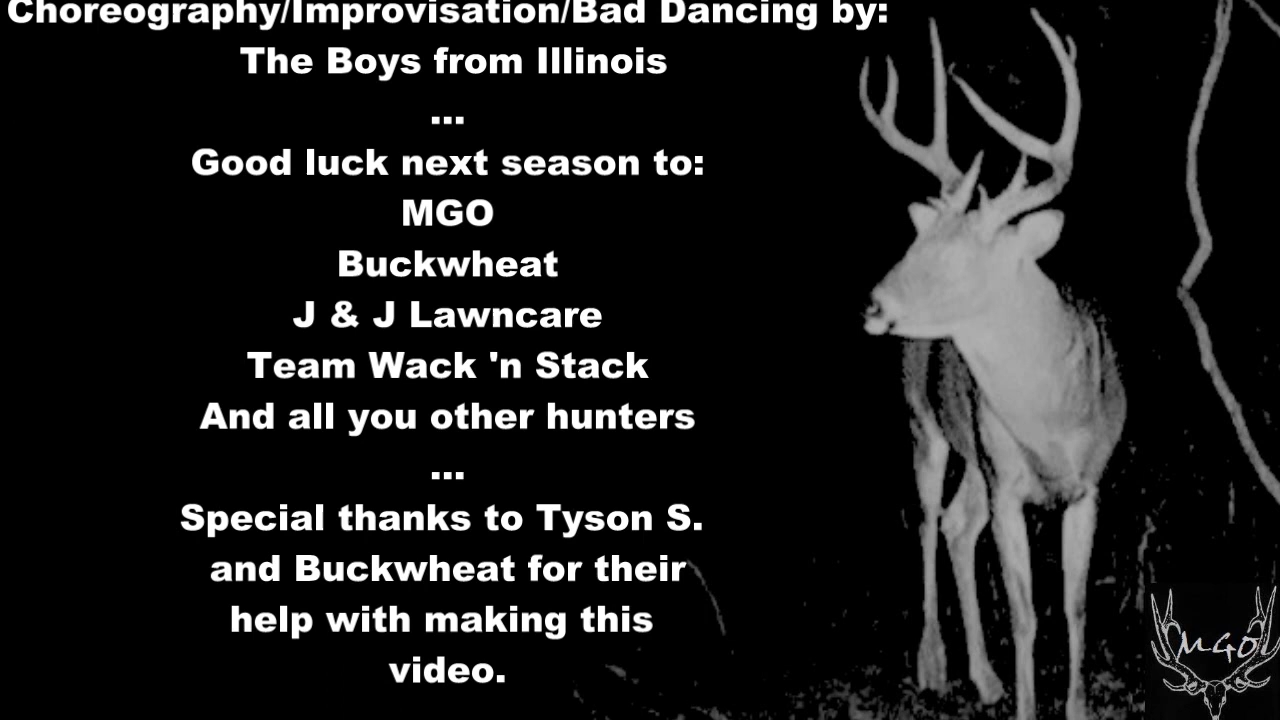 Choreography/Improvisation/Bad Dancing by:
The Boys from Illinois
...
Good luck next season to:
MGO
Buckwheat
J & J Lawncare
Team Wack 'n Stack
And all you other hunters
...
Special thanks to Tyson S.
and Buckwheat for their
help with making this
video.
MGO